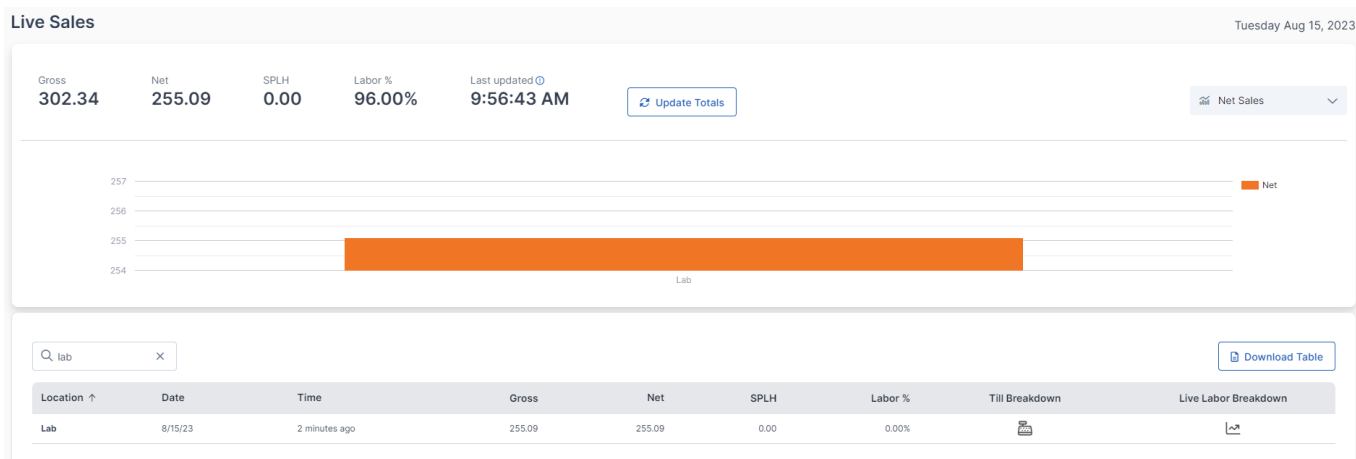 Live Sales
Tuesday Aug 15, 2023
Gross Net SPLH Labor % Last updated
302.34 255.09 0.00 96.00% 9:56:43 AM
Update Totals
Net Sales
257
256
255
254
Net
Lab
lab
Download Table
Location ↑ Date Time Gross Net SPLH Labor % Till Breakdown Live Labor Breakdown
Lab 8/15/23 2 minutes ago 255.09 255.09 0.00 0.00%